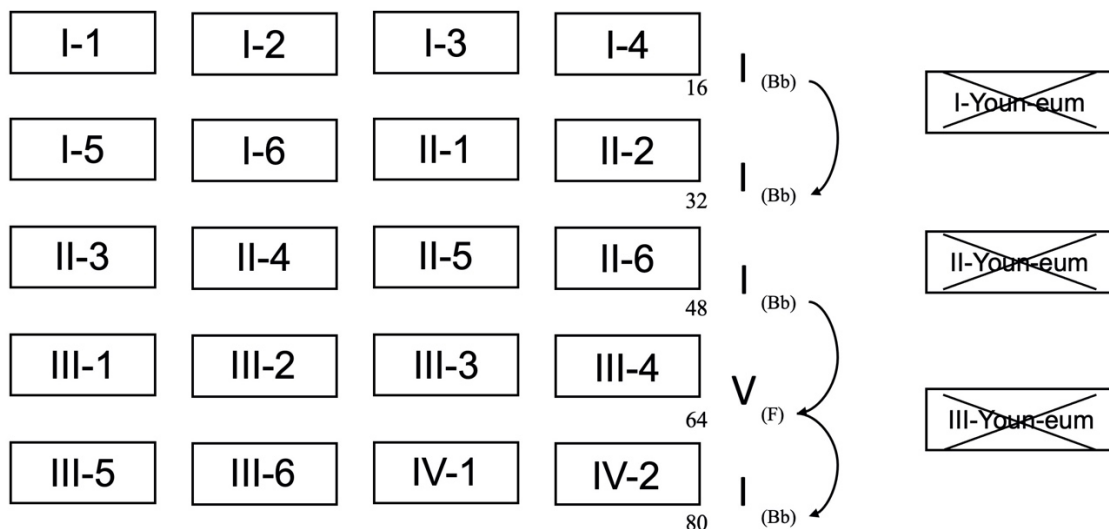 I-1 I-2 I-3 I-4
16 I (Bb)
I-Youn-eum
I-5 I-6 II-1 II-2
32 I (Bb)
II-3 II-4 II-5 II-6
48 I (Bb)
II-Youn-eum
III-1 III-2 III-3 III-4
64 V (F)
III-Youn-eum
III-5 III-6 IV-1 IV-2
80 I (Bb)